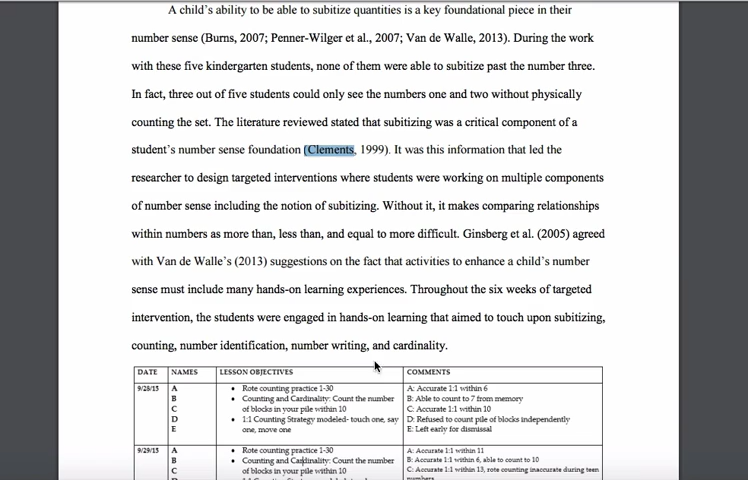 A child's ability to be able to subitize quantities is a key foundational piece in their
number sense (Burns, 2007; Penner-Wilger et al., 2007; Van de Walle, 2013). During the work
with these five kindergarten students, none of them were able to subitize past the number three.
In fact, three out of five students could only see the numbers one and two without physically
counting the set. The literature reviewed stated that subitizing was a critical component of a
student's number sense foundation (Clements, 1999). It was this information that led the
researcher to design targeted interventions where students were working on multiple components
of number sense including the notion of subitizing. Without it, it makes comparing relationships
within numbers as more than, less than, and equal to more difficult. Ginsberg et al. (2005) agreed
with Van de Walle's (2013) suggestions on the fact that activities to enhance a child's number
sense must include many hands-on learning experiences. Throughout the six weeks of targeted
intervention, the students were engaged in hands-on learning that aimed to touch upon subitizing,
counting, number identification, number writing, and cardinality.
DATE NAMES LESSON OBJECTIVES COMMENTS
9/28/15 A • Rote counting practice 1-30 A: Accurate 1:1 within 6
B • Counting and Cardinality: Count the number B: Able to count to 7 from memory
C of blocks in your pile within 10 C: Accurate 1:1 within 10
D • 1:1 Counting Strategy modeled- touch one, say D: Refused to count pile of blocks independently
E one, move one E: Left early for dismissal
9/29/15 A • Rote counting practice 1-30 A: Accurate 1:1 within 11
B • Counting and Cardinality: Count the number B: Accurate 1:1 within 6, able to count to 10
C of blocks in your pile within 10 C: Accurate 1:1 within 13, rote counting inaccurate during teen
numbers